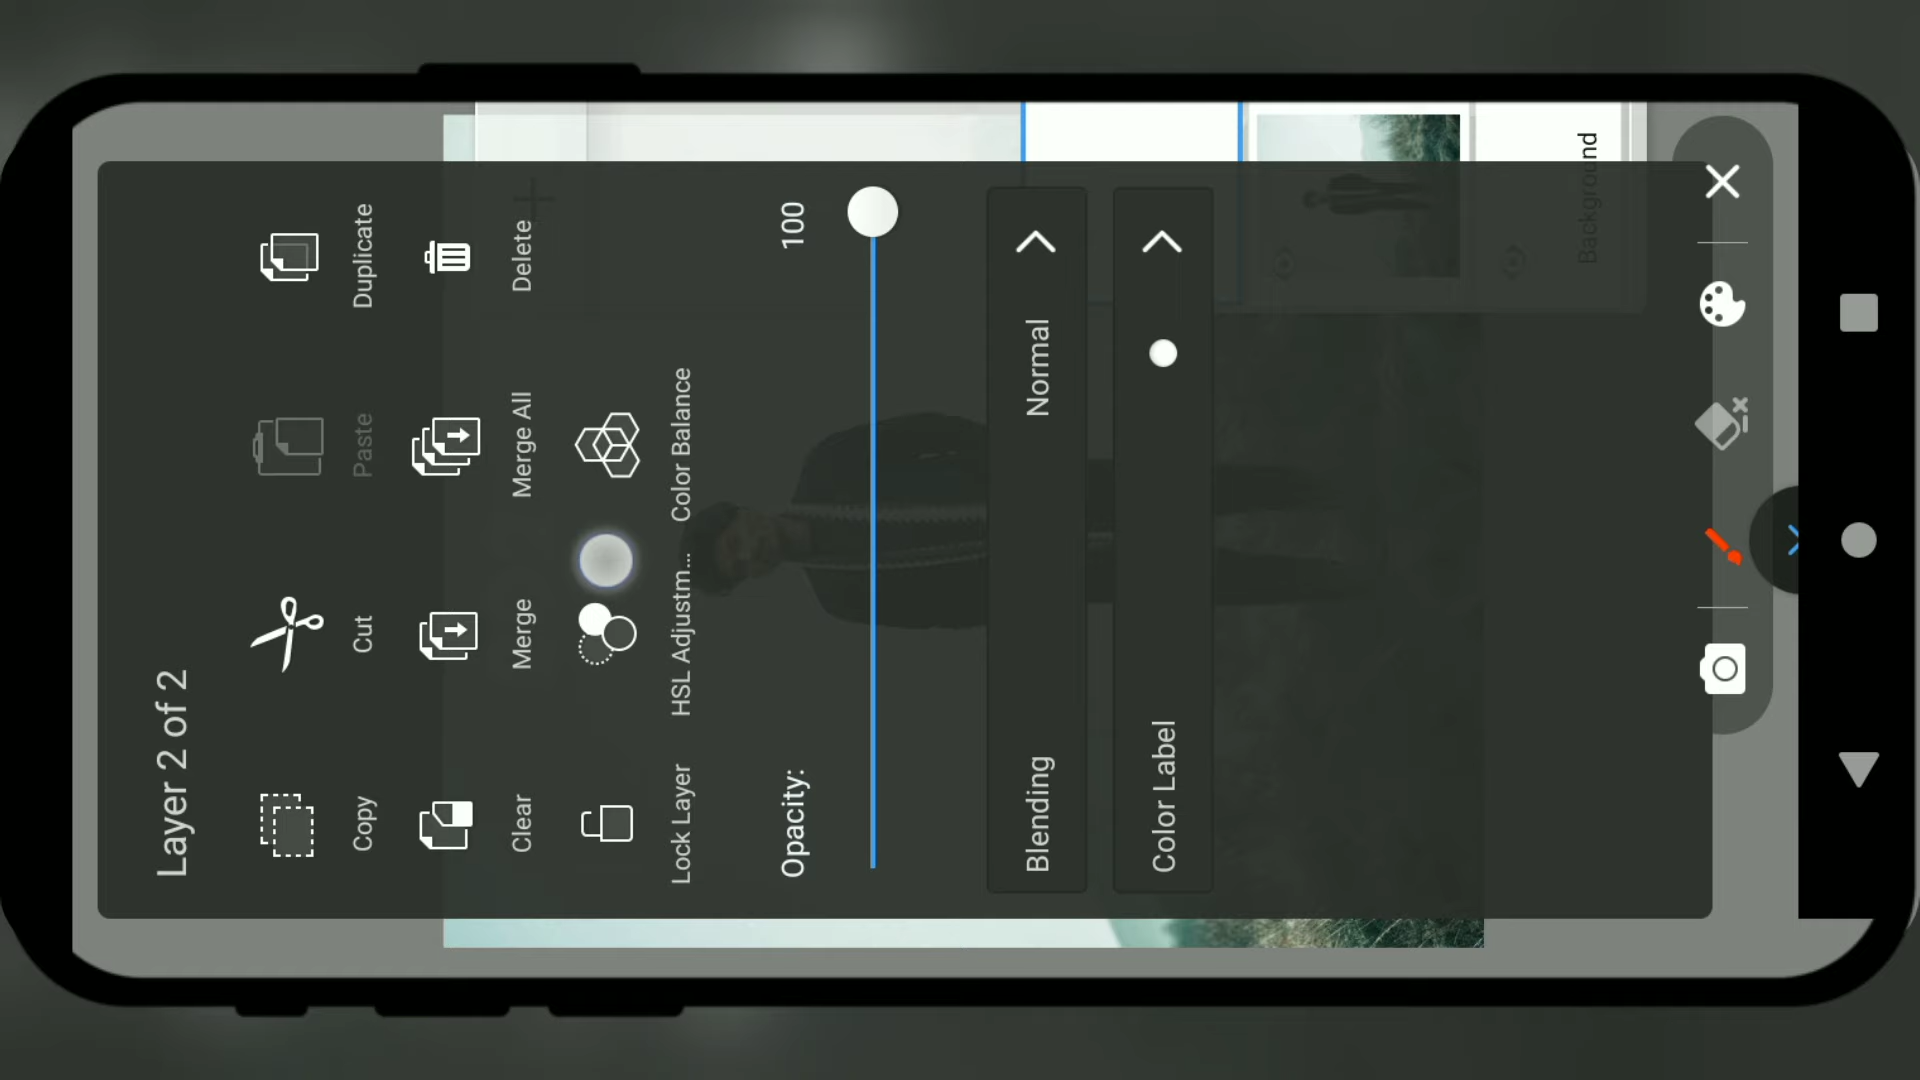 Layer 2 of 2
Copy
Cut
Paste
Duplicate
Clear
Merge
Merge All
Delete
Lock Layer
HSL Adjustm...
Color Balance
Opacity:
100
Blending
Normal
Color Label
Background